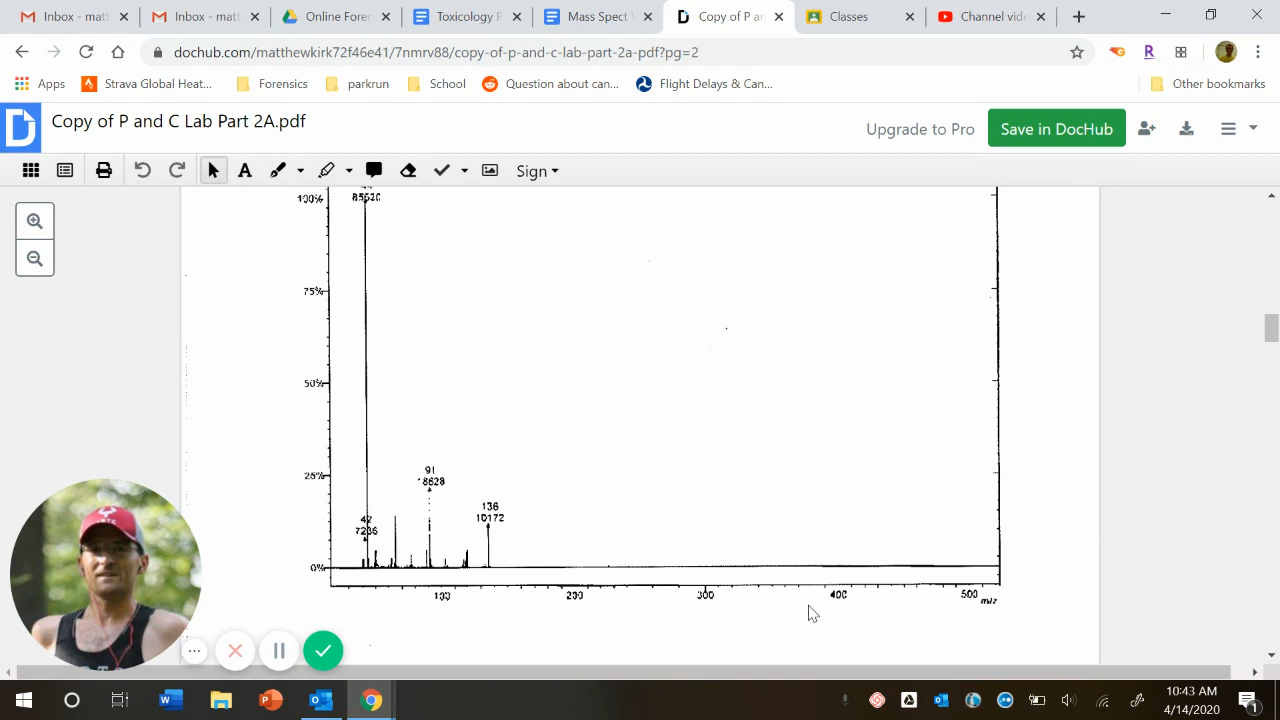 Inbox - matt
Inbox - matt
Online Foren
Toxicology P
Mass Spect
Copy of P an
Classes
Channel vide
dochub.com/matthewkirk72f46e41/7nmrv88/copy-of-p-and-c-lab-part-2a-pdf?pg=2
Apps
Strava Global Heat...
Forensics
parkrun
School
Question about can...
Flight Delays & Can...
Other bookmarks
Copy of P and C Lab Part 2A.pdf
Upgrade to Pro
Save in DocHub
Sign
100%
75%
50%
25%
91
18628
136
10172
42
0%
100
200
300
400
500
m/z
10:43 AM
4/14/2020